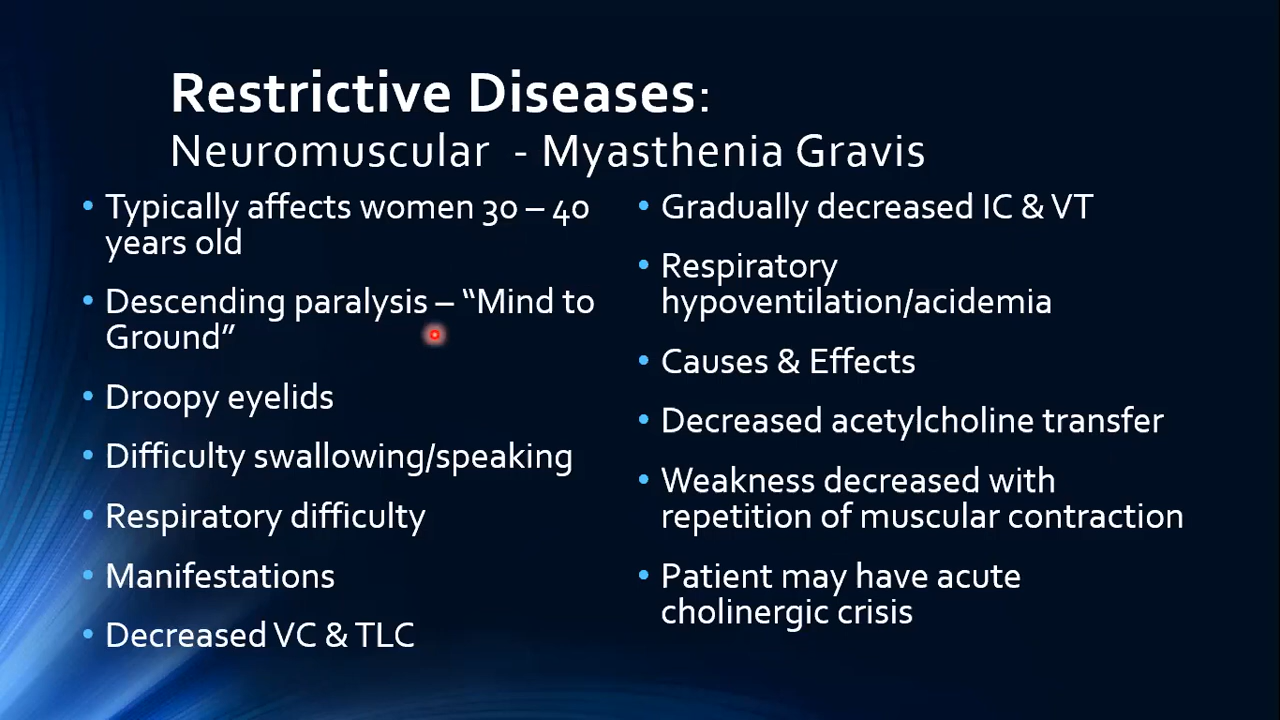 Restrictive Diseases:
Neuromuscular - Myasthenia Gravis
• Typically affects women 30 – 40
years old
• Descending paralysis – “Mind to
Ground”
• Droopy eyelids
• Difficulty swallowing/speaking
• Respiratory difficulty
• Manifestations
• Decreased VC & TLC
• Gradually decreased IC & VT
• Respiratory
hypoventilation/acidemia
• Causes & Effects
• Decreased acetylcholine transfer
• Weakness decreased with
repetition of muscular contraction
• Patient may have acute
cholinergic crisis